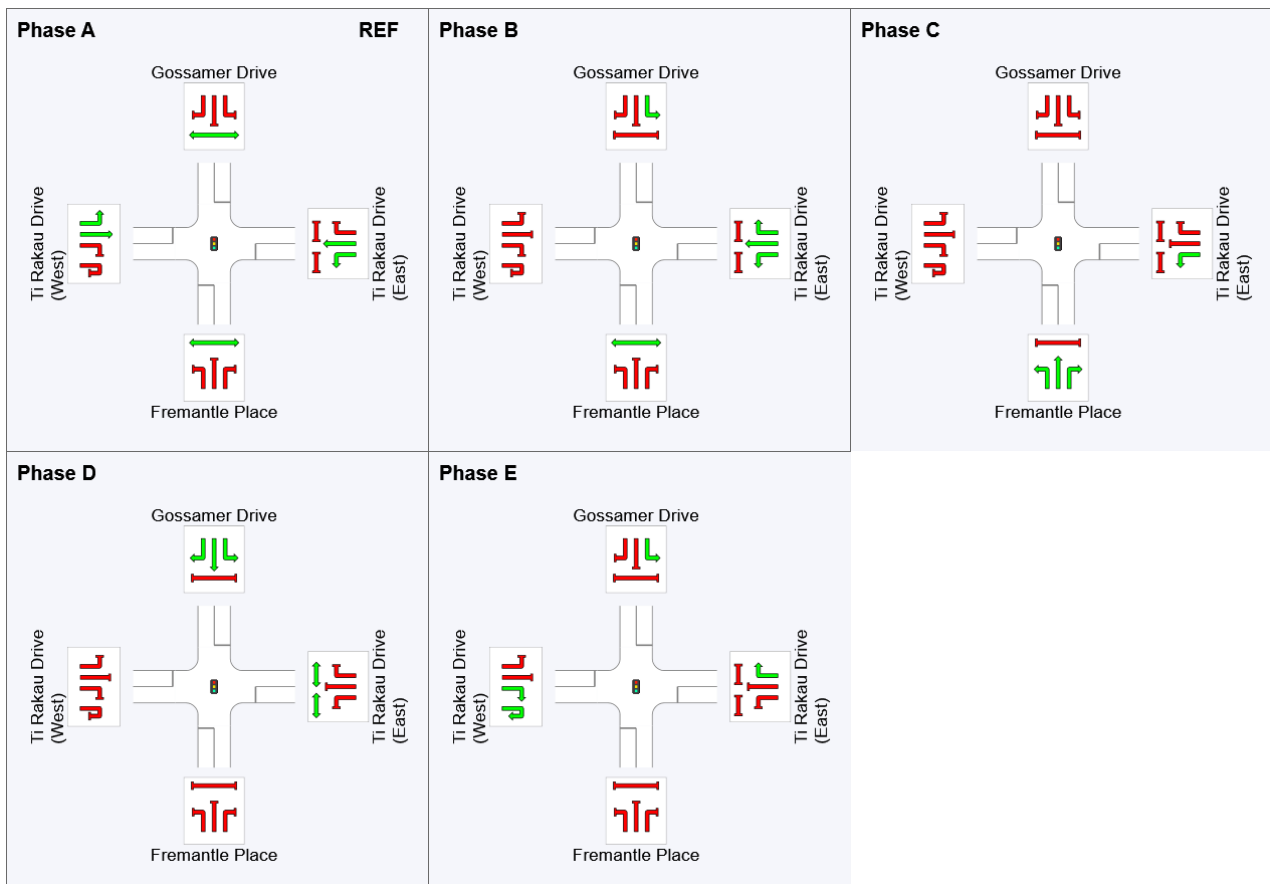 Phase A
REF
Gossamer Drive
Ti Rakau Drive
(West)
Ti Rakau Drive
(East)
Fremantle Place
Phase B
Gossamer Drive
Ti Rakau Drive
(West)
Ti Rakau Drive
(East)
Fremantle Place
Phase C
Gossamer Drive
Ti Rakau Drive
(West)
Ti Rakau Drive
(East)
Fremantle Place
Phase D
Gossamer Drive
Ti Rakau Drive
(West)
Ti Rakau Drive
(East)
Fremantle Place
Phase E
Gossamer Drive
Ti Rakau Drive
(West)
Ti Rakau Drive
(East)
Fremantle Place